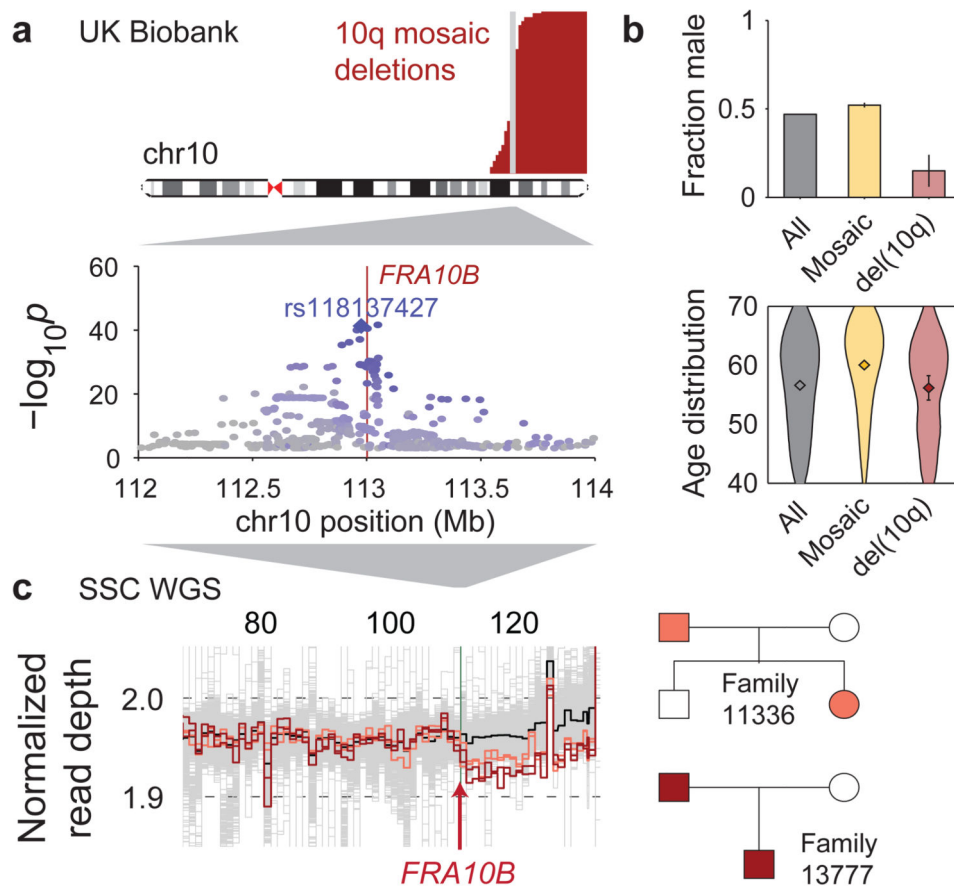 a UK Biobank
10q mosaic
deletions
chr10
60
40
20
0
−log10p
FRA10B
rs118137427
112 112.5 113 113.5 114
chr10 position (Mb)
b
Fraction male
1
0.5
0
All Mosaic del(10q)
Age distribution
70
60
50
40
All Mosaic del(10q)
c SSC WGS
80 100 120
Normalized
read depth
2.0
1.9
FRA10B
Family
11336
Family
13777